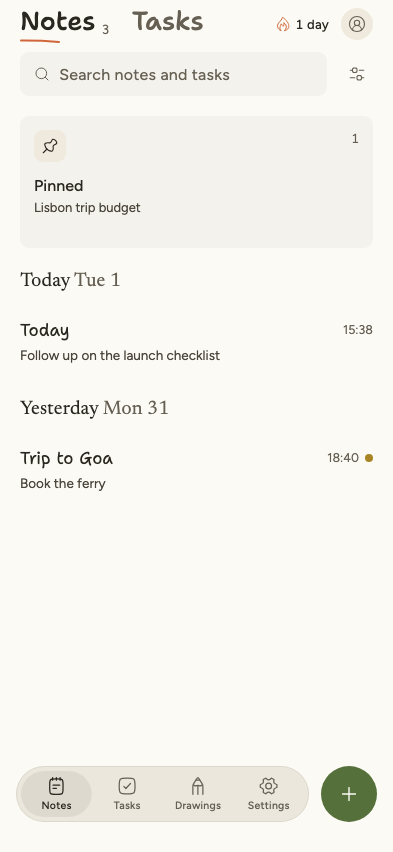 Notes 3 Tasks 1 day
Search notes and tasks
1
Pinned
Lisbon trip budget
Today Tue 1
Today 15:38
Follow up on the launch checklist
Yesterday Mon 31
Trip to Goa 18:40
Book the ferry
Notes Tasks Drawings Settings